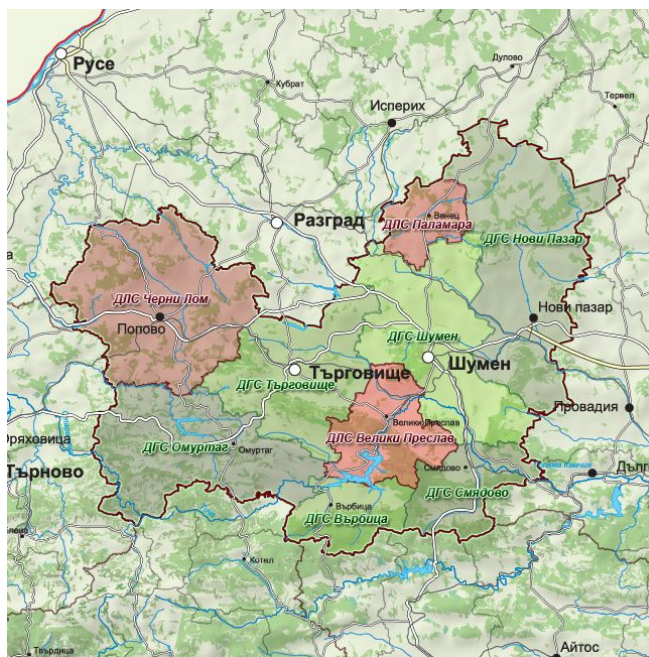 Русе
Дулово
Кубрат
Тервел
Исперих
Разград
Венец
ДЛС Паламара
ДГС Нови Пазар
ДЛС Черни Лом
Попово
Нови пазар
ДГС Шумен
Шумен
Търговище
ДГС Търговище
Провадия
Велики Преслав
ДЛС Велики Преслав
Оряховица
ДГС Омуртаг
Омуртаг
Търново
Смядово
Дълг
ДГС Смядово
Върбица
ДГС Върбица
Котел
Айтос
Твърдица